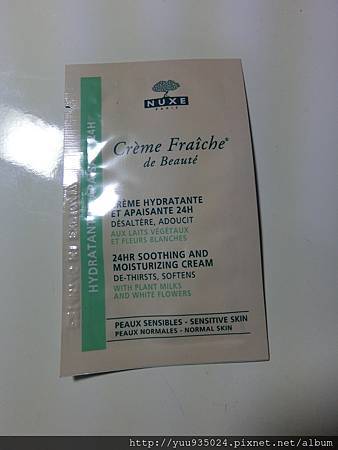 NUXE
PARIS
Crème Fraîche®
de Beauté
CRÈME HYDRATANTE
ET APAISANTE 24H
DÉSALTÈRE, ADOUCIT
AUX LAITS VÉGÉTAUX
ET FLEURS BLANCHES
24HR SOOTHING AND
MOISTURIZING CREAM
DE-THIRSTS, SOFTENS
WITH PLANT MILKS
AND WHITE FLOWERS
PEAUX SENSIBLES - SENSITIVE SKIN
PEAUX NORMALES - NORMAL SKIN
HYDRATANTE
24H
http://yuu935024.pixnet.net/album